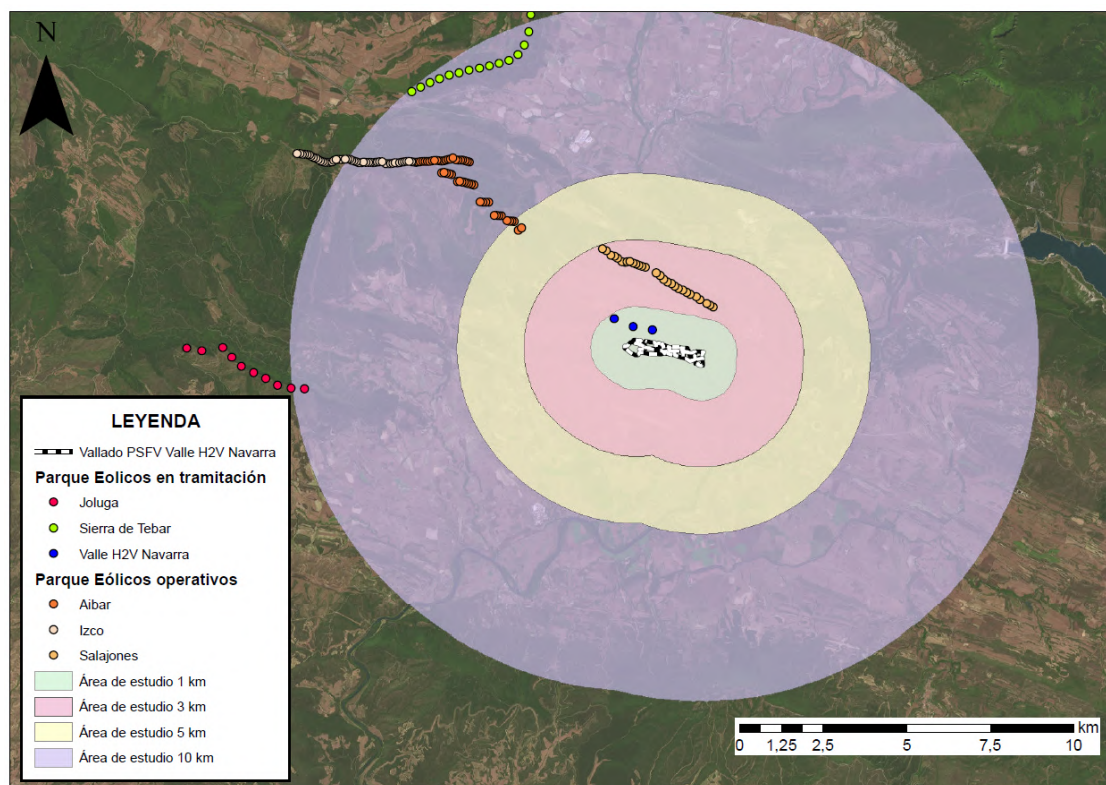 N
LEYENDA
Vallado PSFV Valle H2V Navarra
Parque Eolicos en tramitación
Joluga
Sierra de Tebar
Valle H2V Navarra
Parque Eólicos operativos
Aibar
Izco
Salajones
Área de estudio 1 km
Área de estudio 3 km
Área de estudio 5 km
Área de estudio 10 km
km
0 1,25 2,5 5 7,5 10